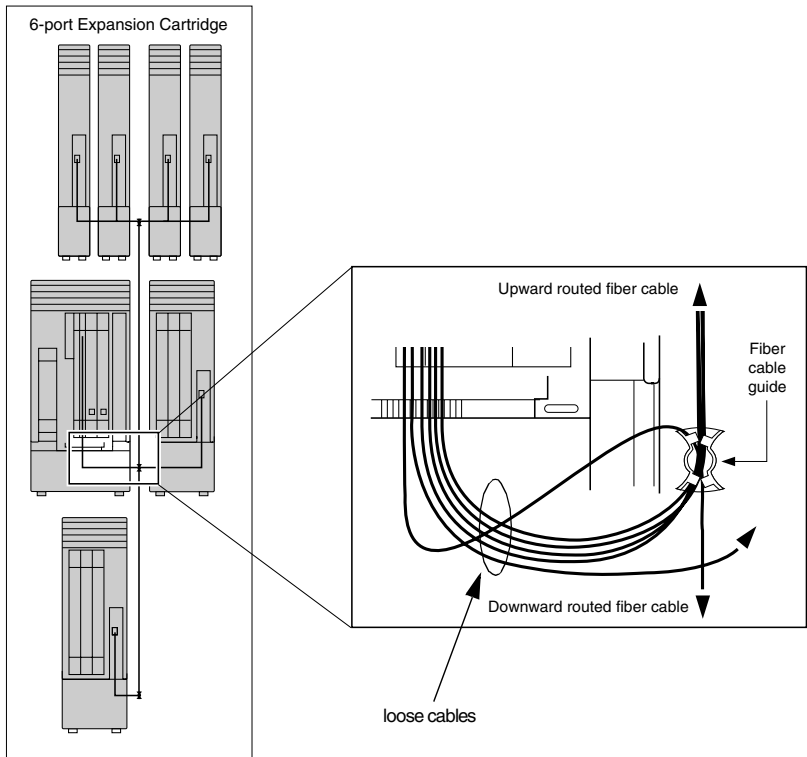 6-port Expansion Cartridge
Upward routed fiber cable
Fiber
cable
guide
Downward routed fiber cable
loose cables